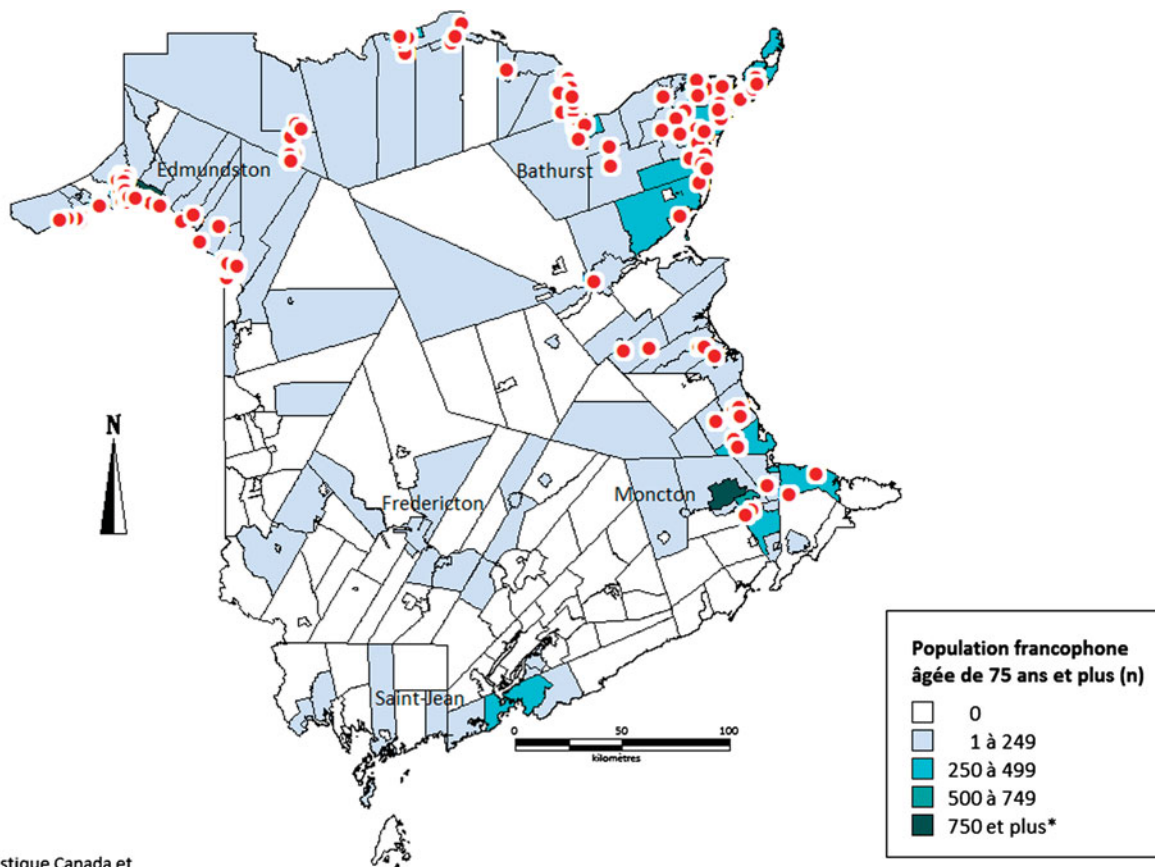 Edmundston
Bathurst
N
Fredericton
Moncton
Saint-Jean
0 50 100
kilomètres
Population francophone
âgée de 75 ans et plus (n)
0
1 à 249
250 à 499
500 à 749
750 et plus*
stique Canada et